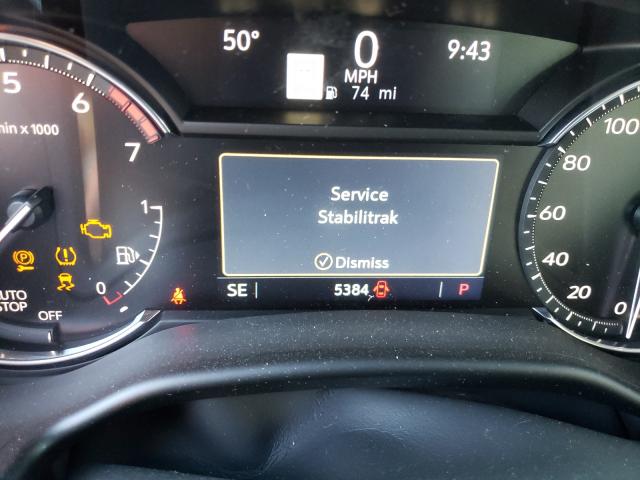 50° 0 9:43
MPH
74 mi
5 6 7
min x 1000
Service
Stabilitrak
Dismiss
1
0
AUTO
STOP
OFF
SE 5384 P
100
80
60
40
20
0